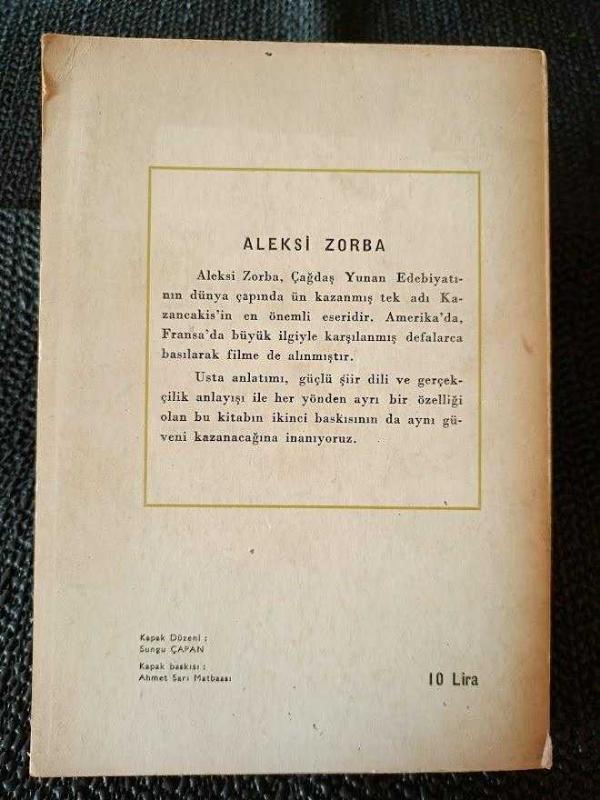 ALEKSİ ZORBA
Aleksi Zorba, Çağdaş Yunan Edebiyatı-
nın dünya çapında ün kazanmış tek adı Ka-
zancakis'in en önemli eseridir. Amerika'da,
Fransa'da büyük ilgiyle karşılanmış defalarca
basılarak filme de alınmıştır.
Usta anlatımı, güçlü şiir dili ve gerçek-
çilik anlayışı ile her yönden ayrı bir özelliği
olan bu kitabın ikinci baskısının da aynı gü-
veni kazanacağına inanıyoruz.
Kapak Düzeni :
Sungu ÇAPAN
Kapak baskısı :
Ahmet Sarı Matbaası
10 Lira